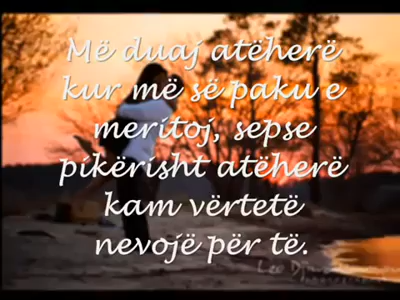 Më duaj atëherë
kur më së paku e
meritoj, sepse
pikërisht atëherë
kam vërtetë
nevojë për të.